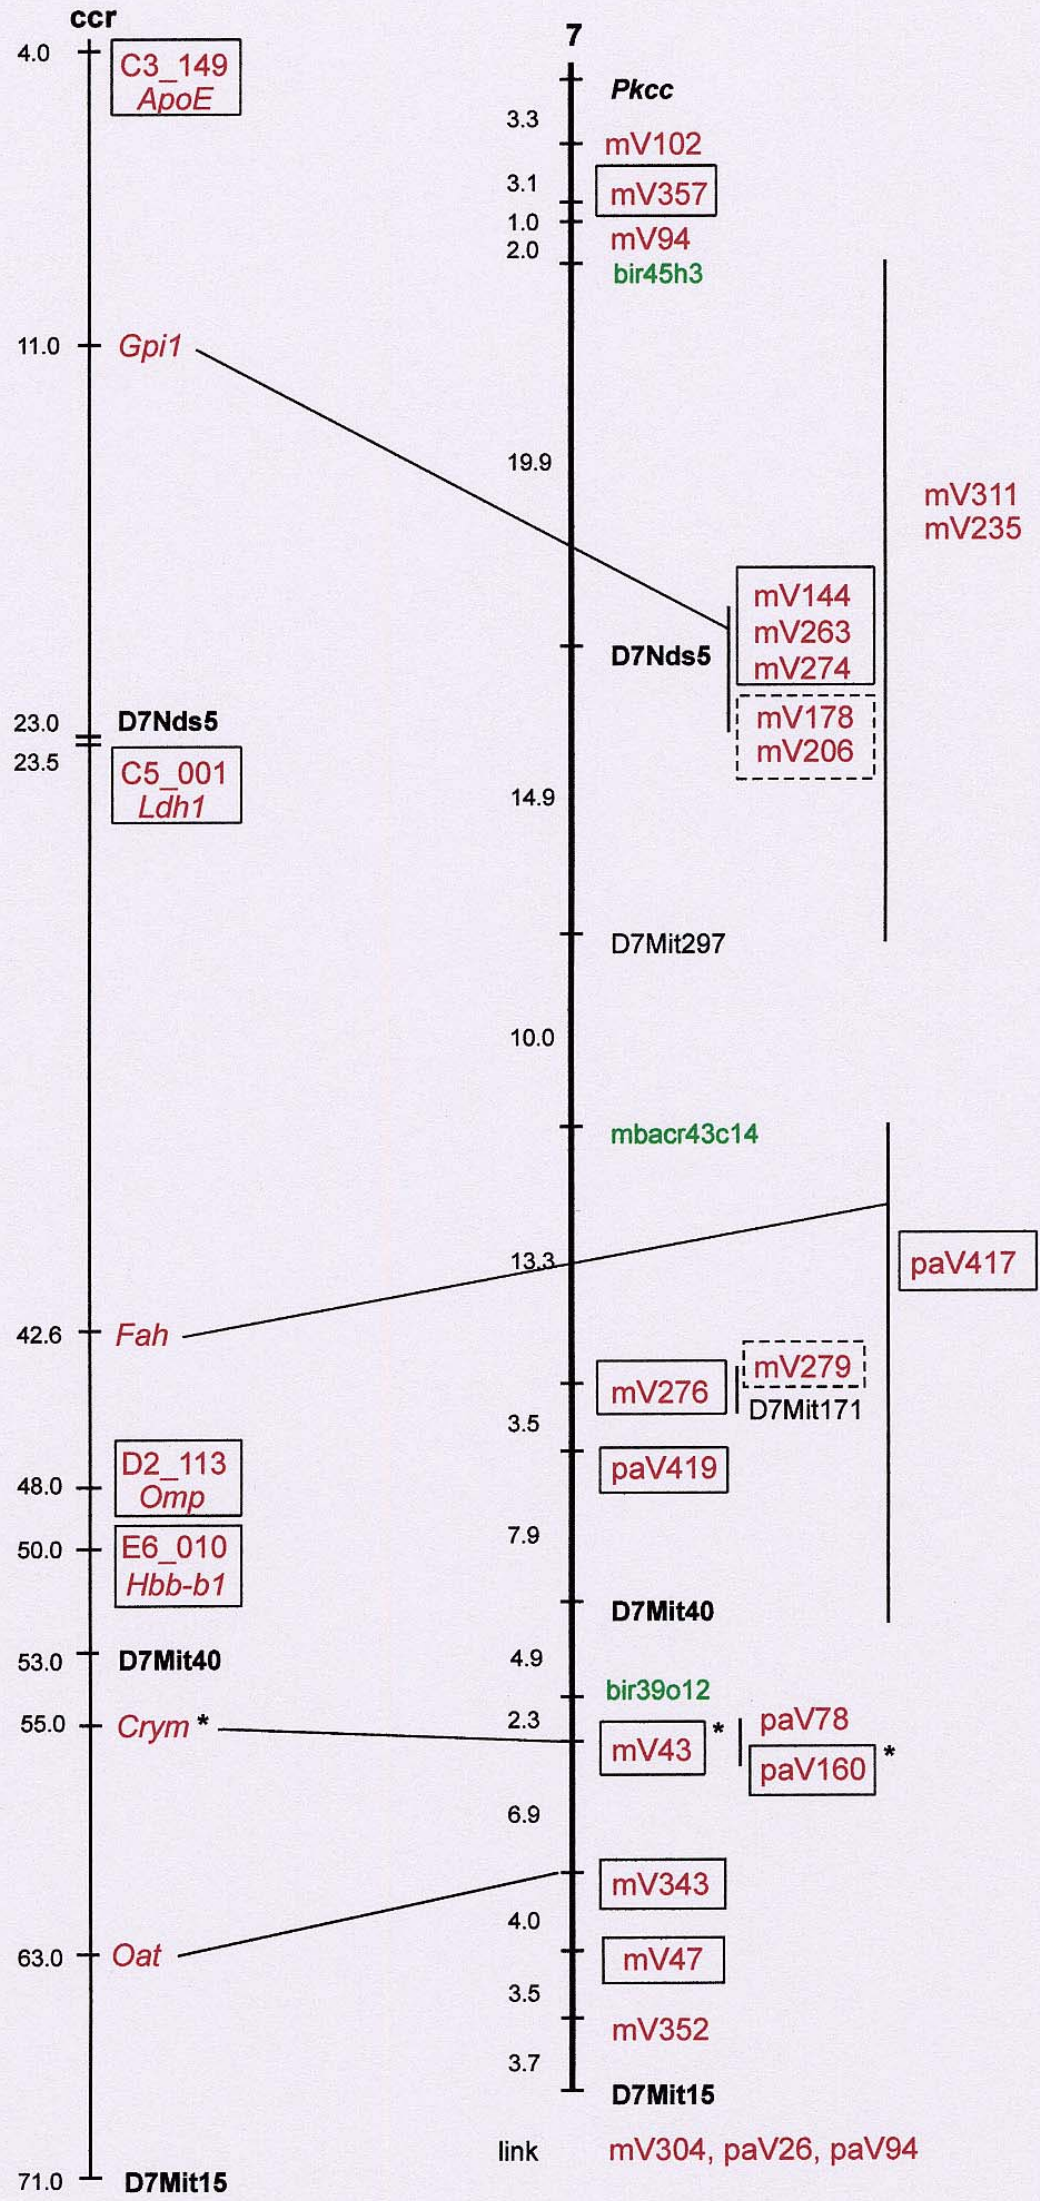 ccr
4.0
C3_149
ApoE
11.0
Gpi1
23.0
D7Nds5
23.5
C5_001
Ldh1
42.6
Fah
48.0
D2_113
Omp
50.0
E6_010
Hbb-b1
53.0
D7Mit40
55.0
Crym *
63.0
Oat
71.0
D7Mit15
7
Pkcc
3.3
mV102
3.1
mV357
1.0
mV94
2.0
bir45h3
19.9
mV311
mV235
D7Nds5
mV144
mV263
mV274
mV178
mV206
14.9
D7Mit297
10.0
mbacr43c14
13.3
paV417
mV276
mV279
D7Mit171
3.5
paV419
7.9
D7Mit40
4.9
bir39o12
2.3
mV43 *
paV78
paV160 *
6.9
mV343
4.0
mV47
3.5
mV352
3.7
D7Mit15
link mV304, paV26, paV94